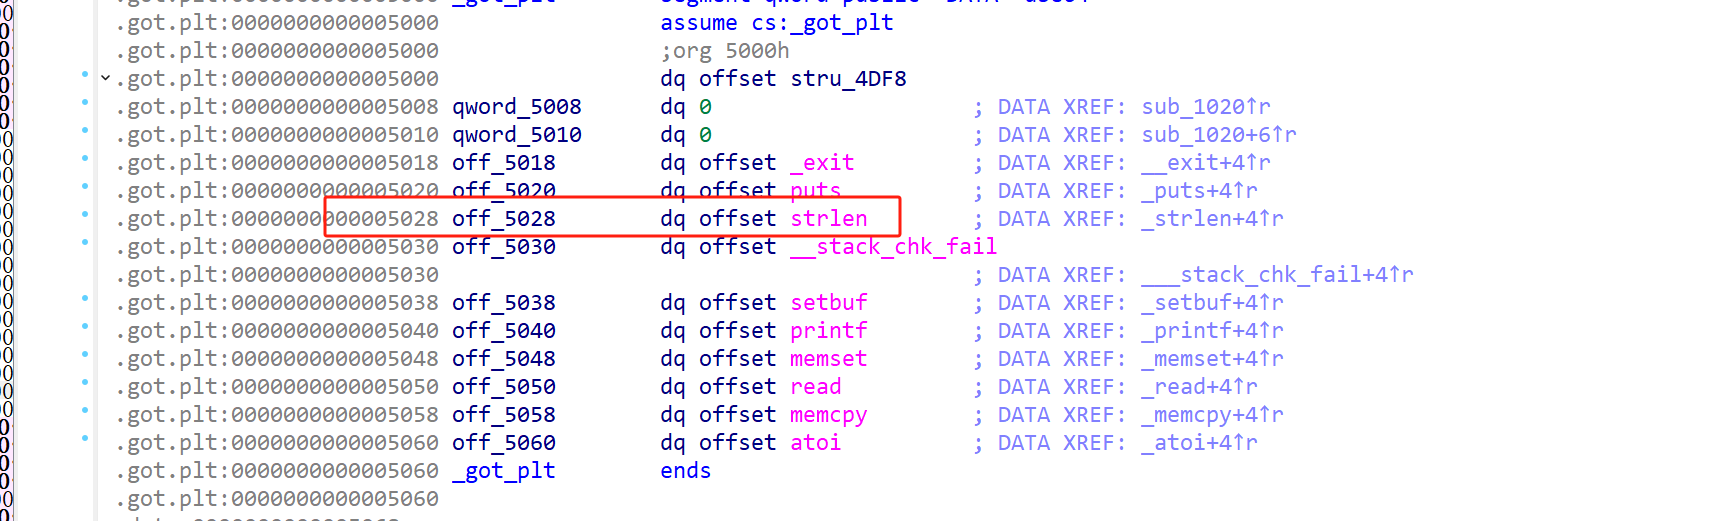 .got.plt:0000000000005000 _got_plt segment qword public 'DATA' use64
.got.plt:0000000000005000 assume cs:_got_plt
.got.plt:0000000000005000 ;org 5000h
.got.plt:0000000000005000 dq offset stru_4DF8
.got.plt:0000000000005008 qword_5008 dq 0 ; DATA XREF: sub_1020↑r
.got.plt:0000000000005010 qword_5010 dq 0 ; DATA XREF: sub_1020+6↑r
.got.plt:0000000000005018 off_5018 dq offset _exit ; DATA XREF: __exit+4↑r
.got.plt:0000000000005020 off_5020 dq offset puts ; DATA XREF: _puts+4↑r
.got.plt:0000000000005028 off_5028 dq offset strlen ; DATA XREF: _strlen+4↑r
.got.plt:0000000000005030 off_5030 dq offset __stack_chk_fail
.got.plt:0000000000005030 ; DATA XREF: ___stack_chk_fail+4↑r
.got.plt:0000000000005038 off_5038 dq offset setbuf ; DATA XREF: _setbuf+4↑r
.got.plt:0000000000005040 off_5040 dq offset printf ; DATA XREF: _printf+4↑r
.got.plt:0000000000005048 off_5048 dq offset memset ; DATA XREF: _memset+4↑r
.got.plt:0000000000005050 off_5050 dq offset read ; DATA XREF: _read+4↑r
.got.plt:0000000000005058 off_5058 dq offset memcpy ; DATA XREF: _memcpy+4↑r
.got.plt:0000000000005060 off_5060 dq offset atoi ; DATA XREF: _atoi+4↑r
.got.plt:0000000000005060 _got_plt ends
.got.plt:0000000000005060